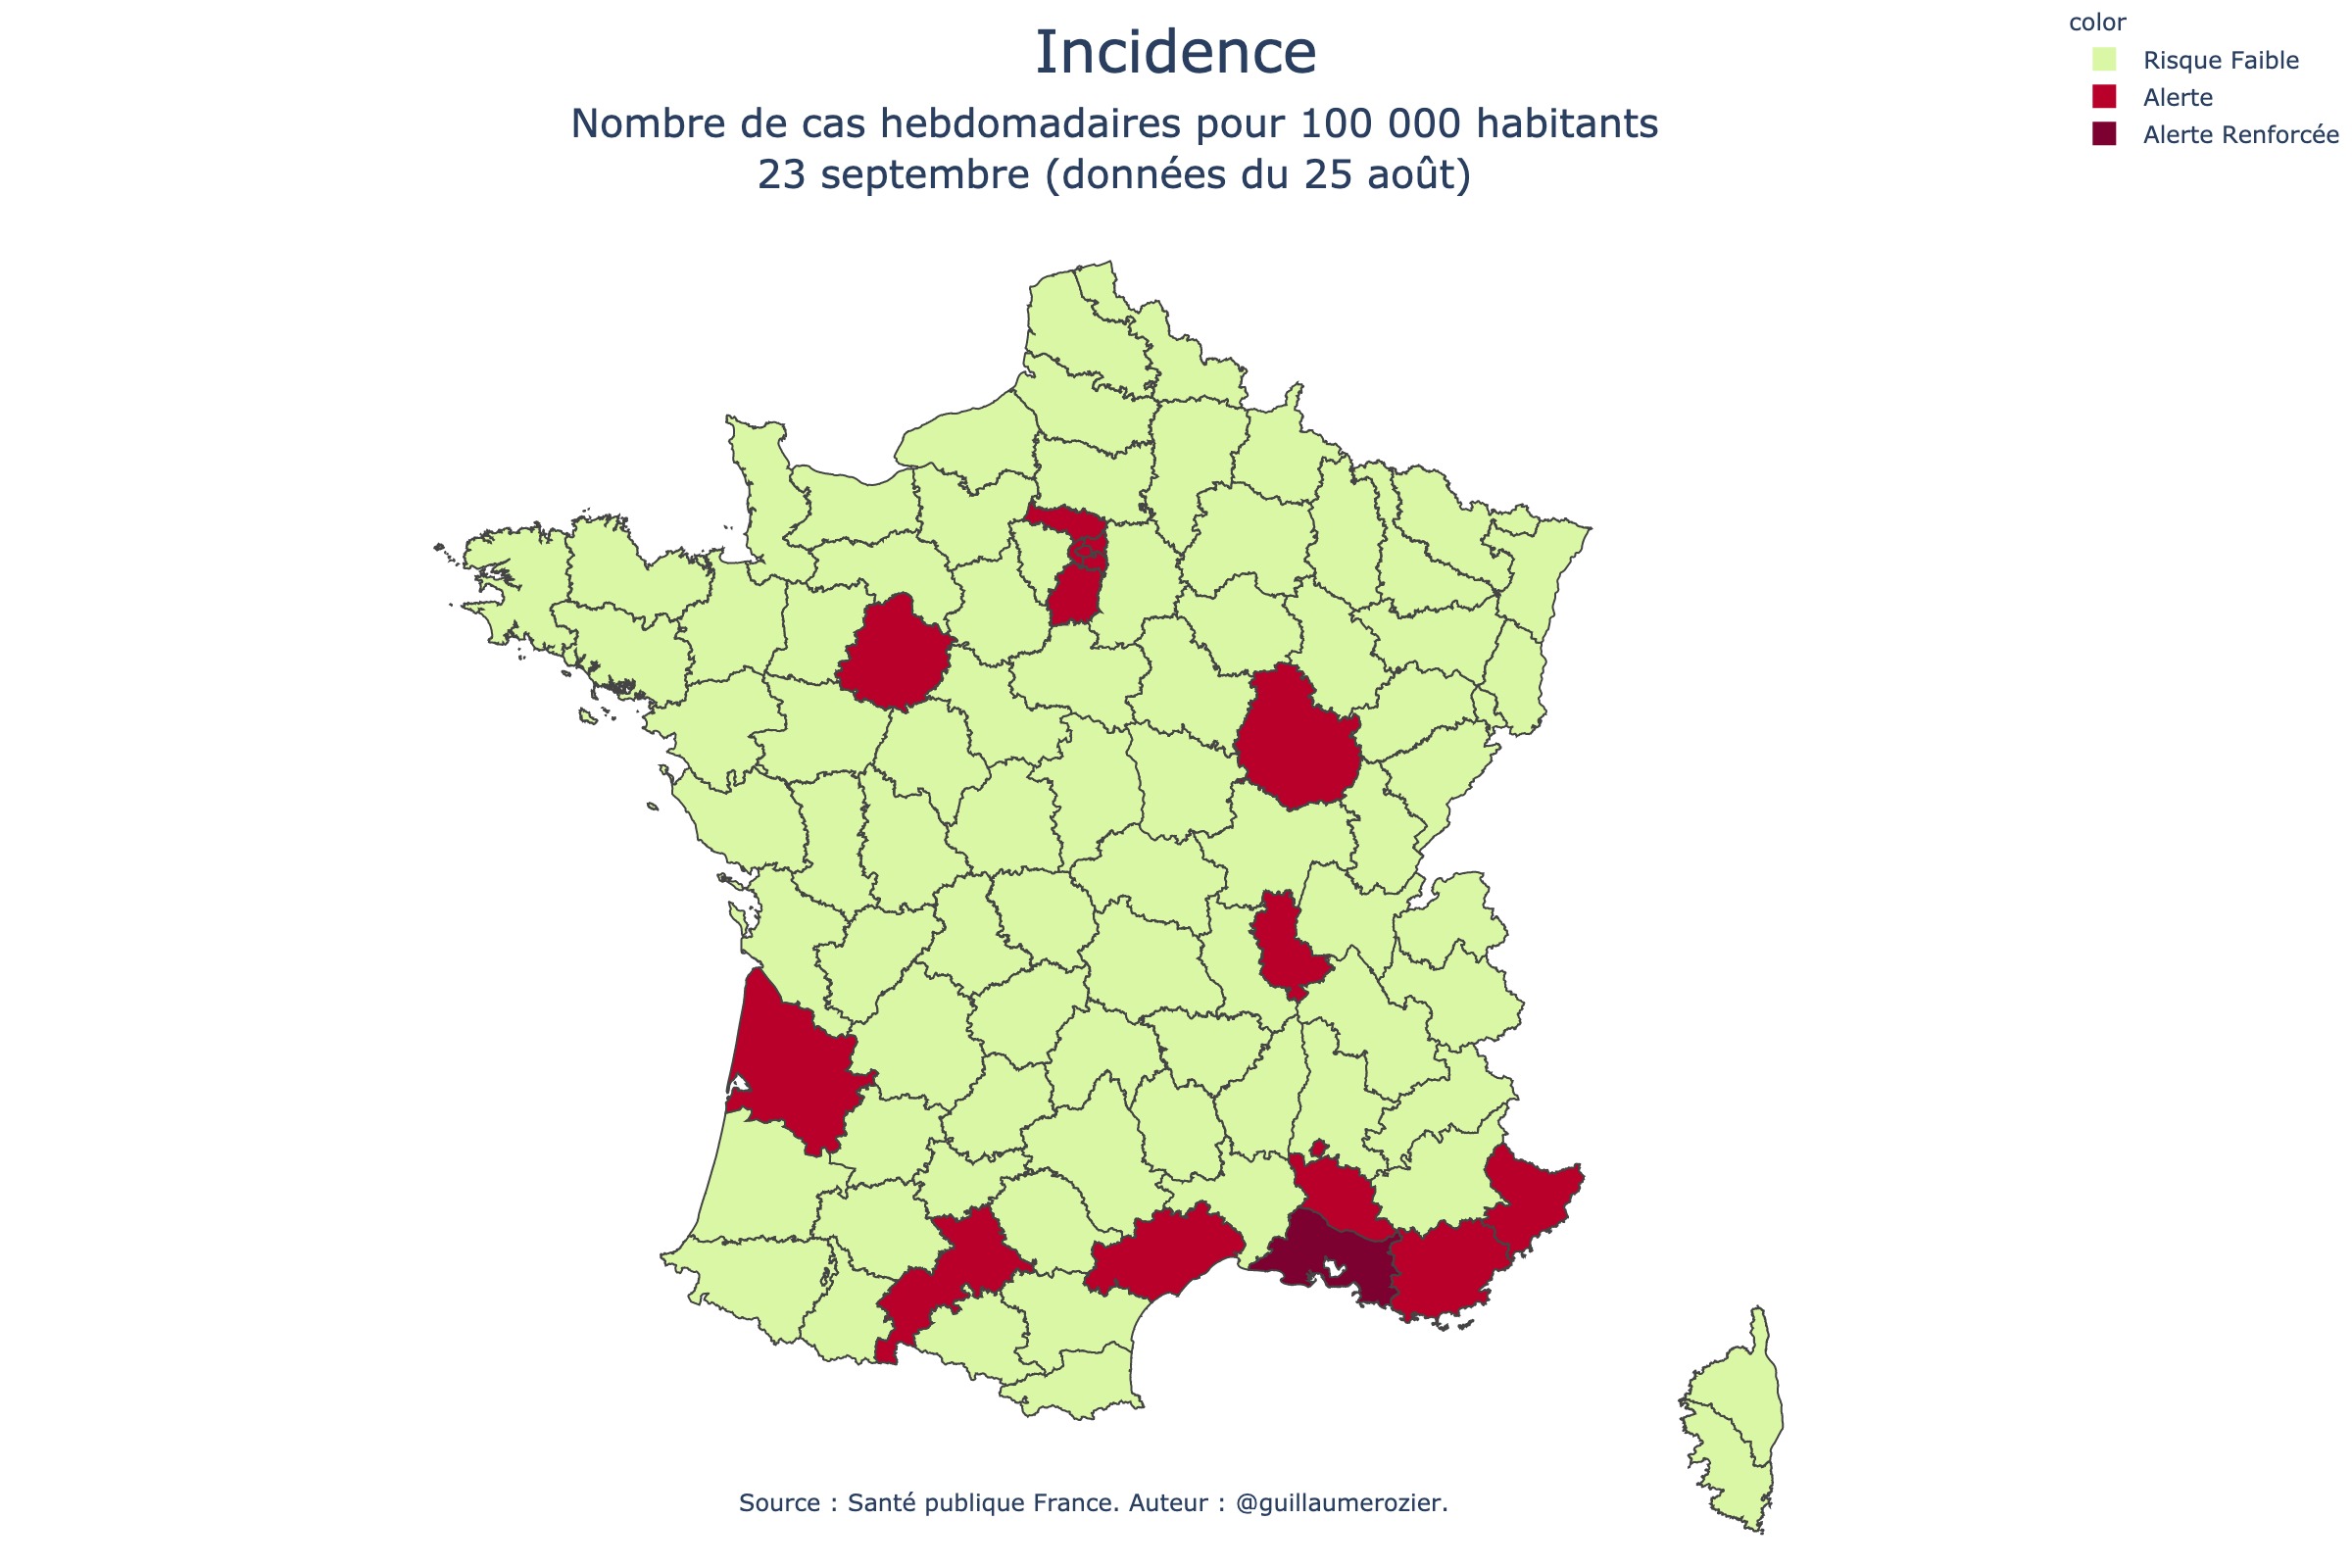 Incidence
Nombre de cas hebdomadaires pour 100 000 habitants
23 septembre (données du 25 août)
color
Risque Faible
Alerte
Alerte Renforcée
Source : Santé publique France. Auteur : @guillaumerozier.